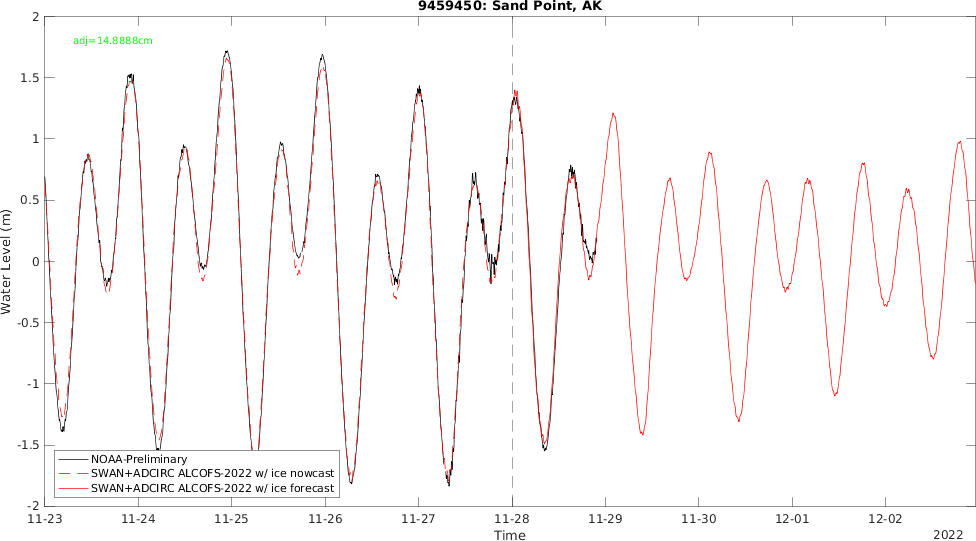 9459450: Sand Point, AK
adj=14.8888cm
Water Level (m)
2
1.5
1
0.5
0
-0.5
-1
-1.5
-2
NOAA-Preliminary
SWAN+ADCIRC ALCOFS-2022 w/ ice nowcast
SWAN+ADCIRC ALCOFS-2022 w/ ice forecast
11-23 11-24 11-25 11-26 11-27 11-28 11-29 11-30 12-01 12-02
Time
2022